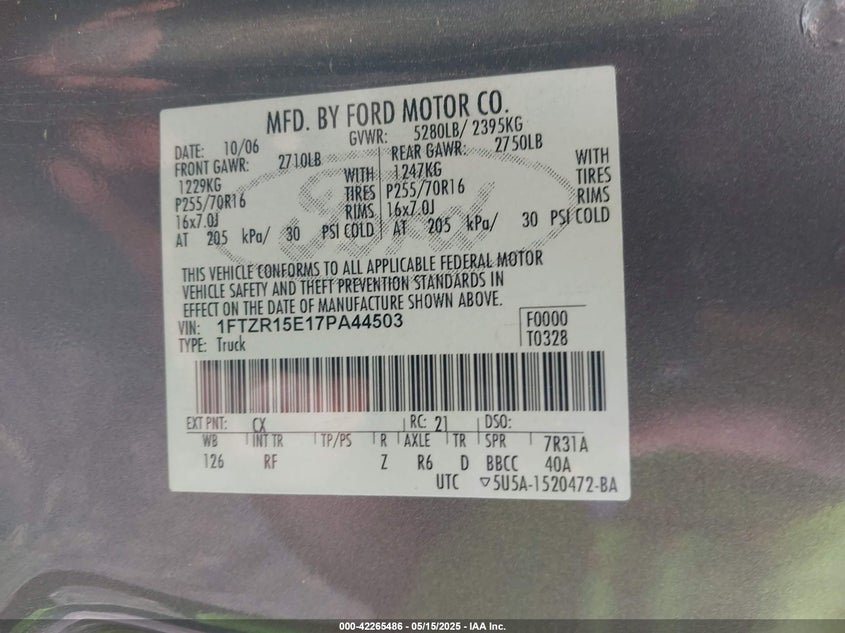 MFD. BY FORD MOTOR CO.
DATE: 10/06 GVWR: 5280LB/ 2395KG
FRONT GAWR: 2710LB REAR GAWR: 2750LB
1229KG WITH 1247KG WITH
P255/70R16 TIRES P255/70R16 TIRES
16x7.0J RIMS 16x7.0J RIMS
AT 205 kPa/ 30 PSI COLD AT 205 kPa/ 30 PSI COLD
Ford
THIS VEHICLE CONFORMS TO ALL APPLICABLE FEDERAL MOTOR
VEHICLE SAFETY AND THEFT PREVENTION STANDARDS IN
EFFECT ON THE DATE OF MANUFACTURE SHOWN ABOVE.
VIN: 1FTZR15E17PA44503 F0000
TYPE: Truck T0328
EXT PNT: CX RC: 21 DSO:
WB INT TR TP/PS R AXLE TR SPR 7R31A
126 RF Z R6 D BBCC 40A
UTC ▽5U5A-1520472-BA
000-42265486 - 05/15/2025 - IAA Inc.